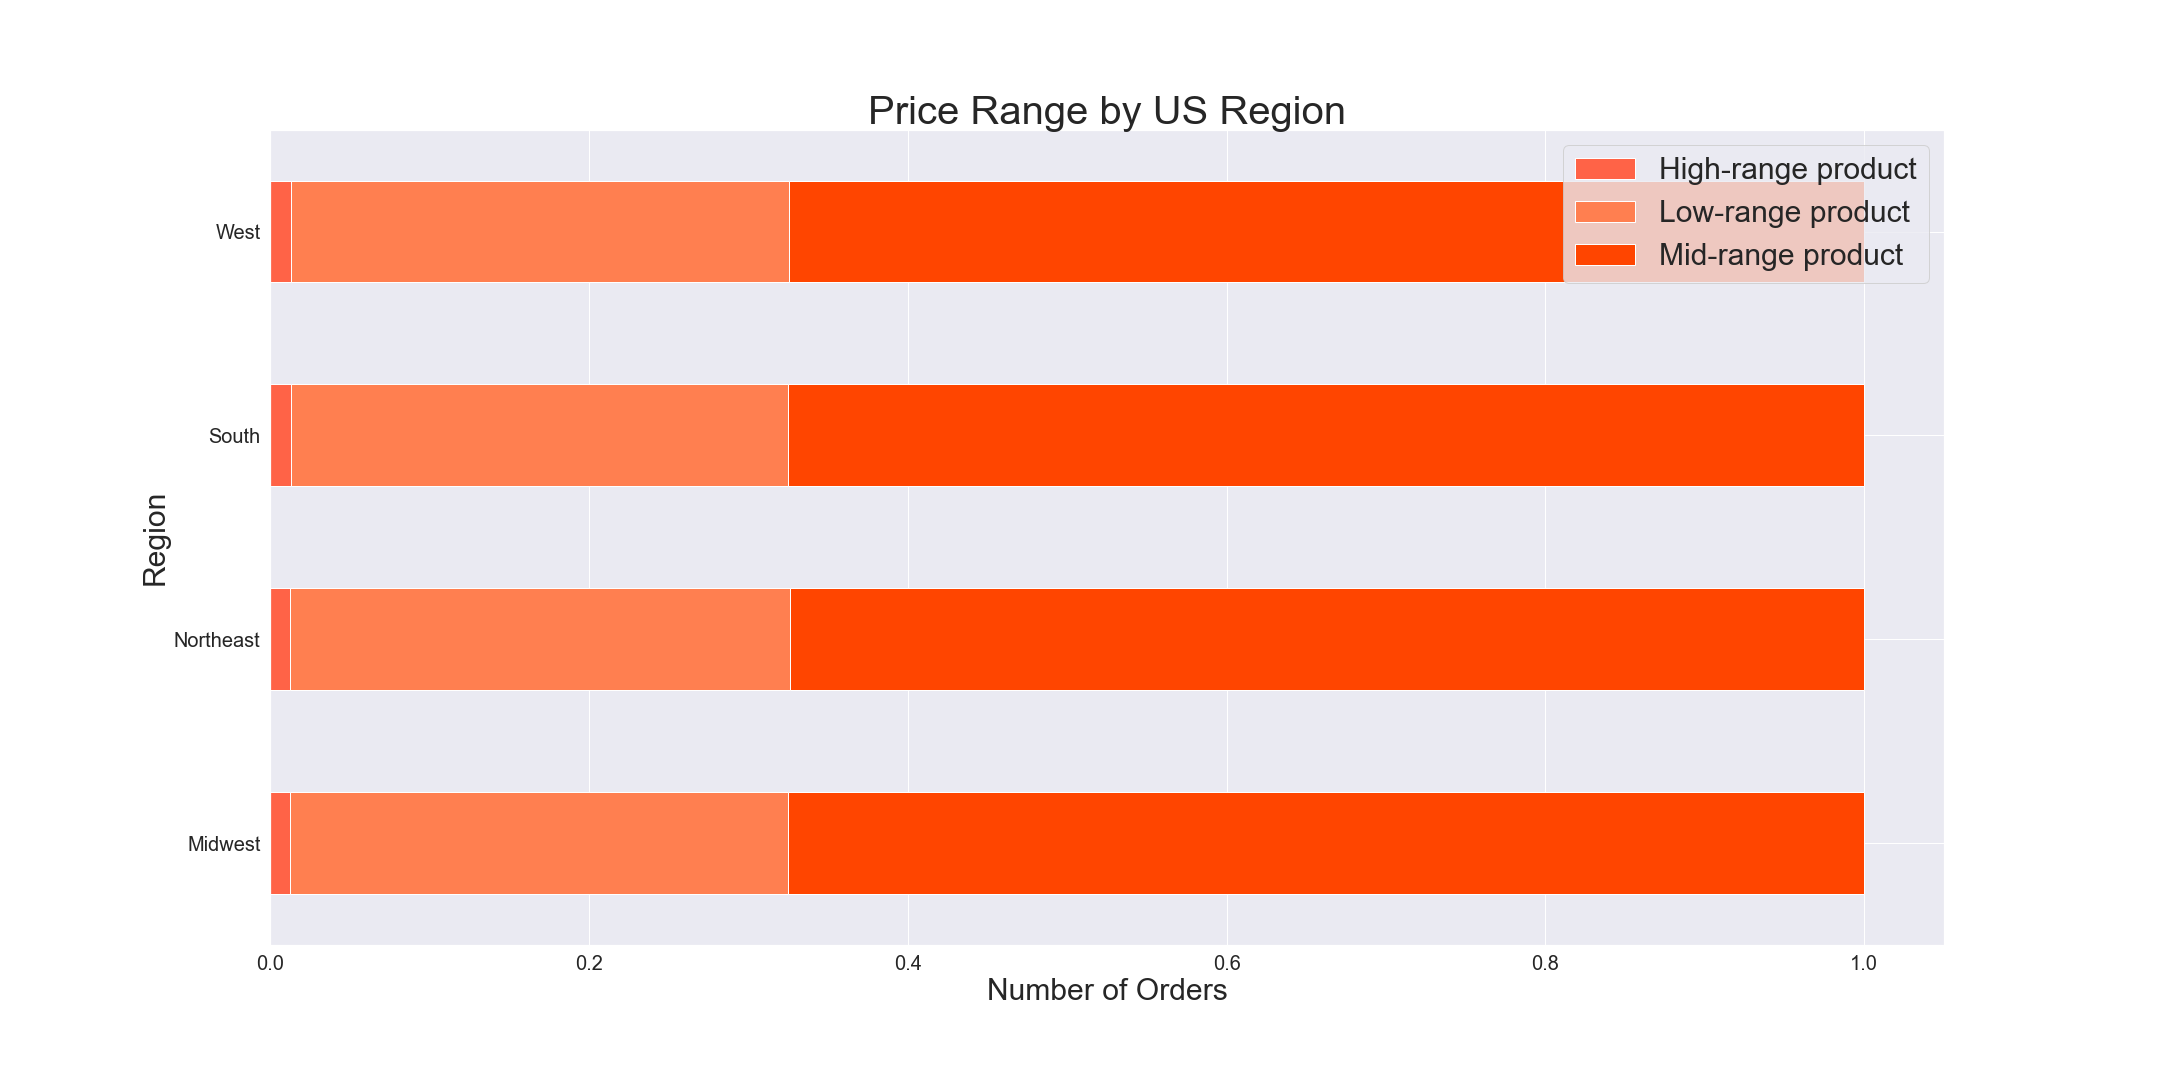 Price Range by US Region
High-range product
Low-range product
Mid-range product
West
South
Northeast
Midwest
Region
0.0 0.2 0.4 0.6 0.8 1.0
Number of Orders